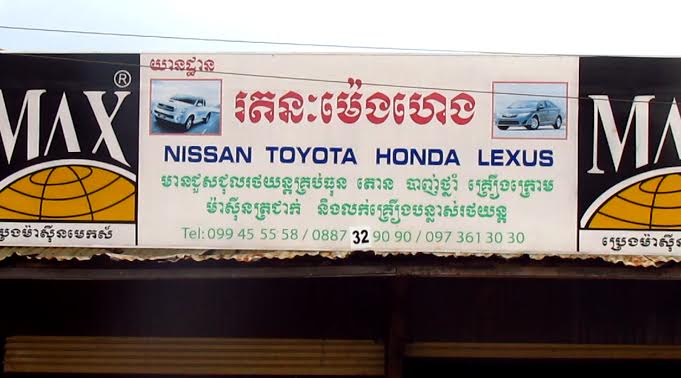 យានដ្ឋាន
រតនៈម៉េងហេង
NISSAN TOYOTA HONDA LEXUS
មានជួសជុលរថយន្តគ្រប់ធុន តោន បាញ់ថ្នាំ គ្រឿងក្រោម
ម៉ាស៊ីនត្រជាក់ និងលក់គ្រឿងបន្លាស់រថយន្ត
Tel: 099 45 55 58 / 0887 32 90 90 / 097 361 30 30
MAX®
ប្រេងម៉ាស៊ីនមេកស៍
MA
ប្រេងម៉ាស៊ីន